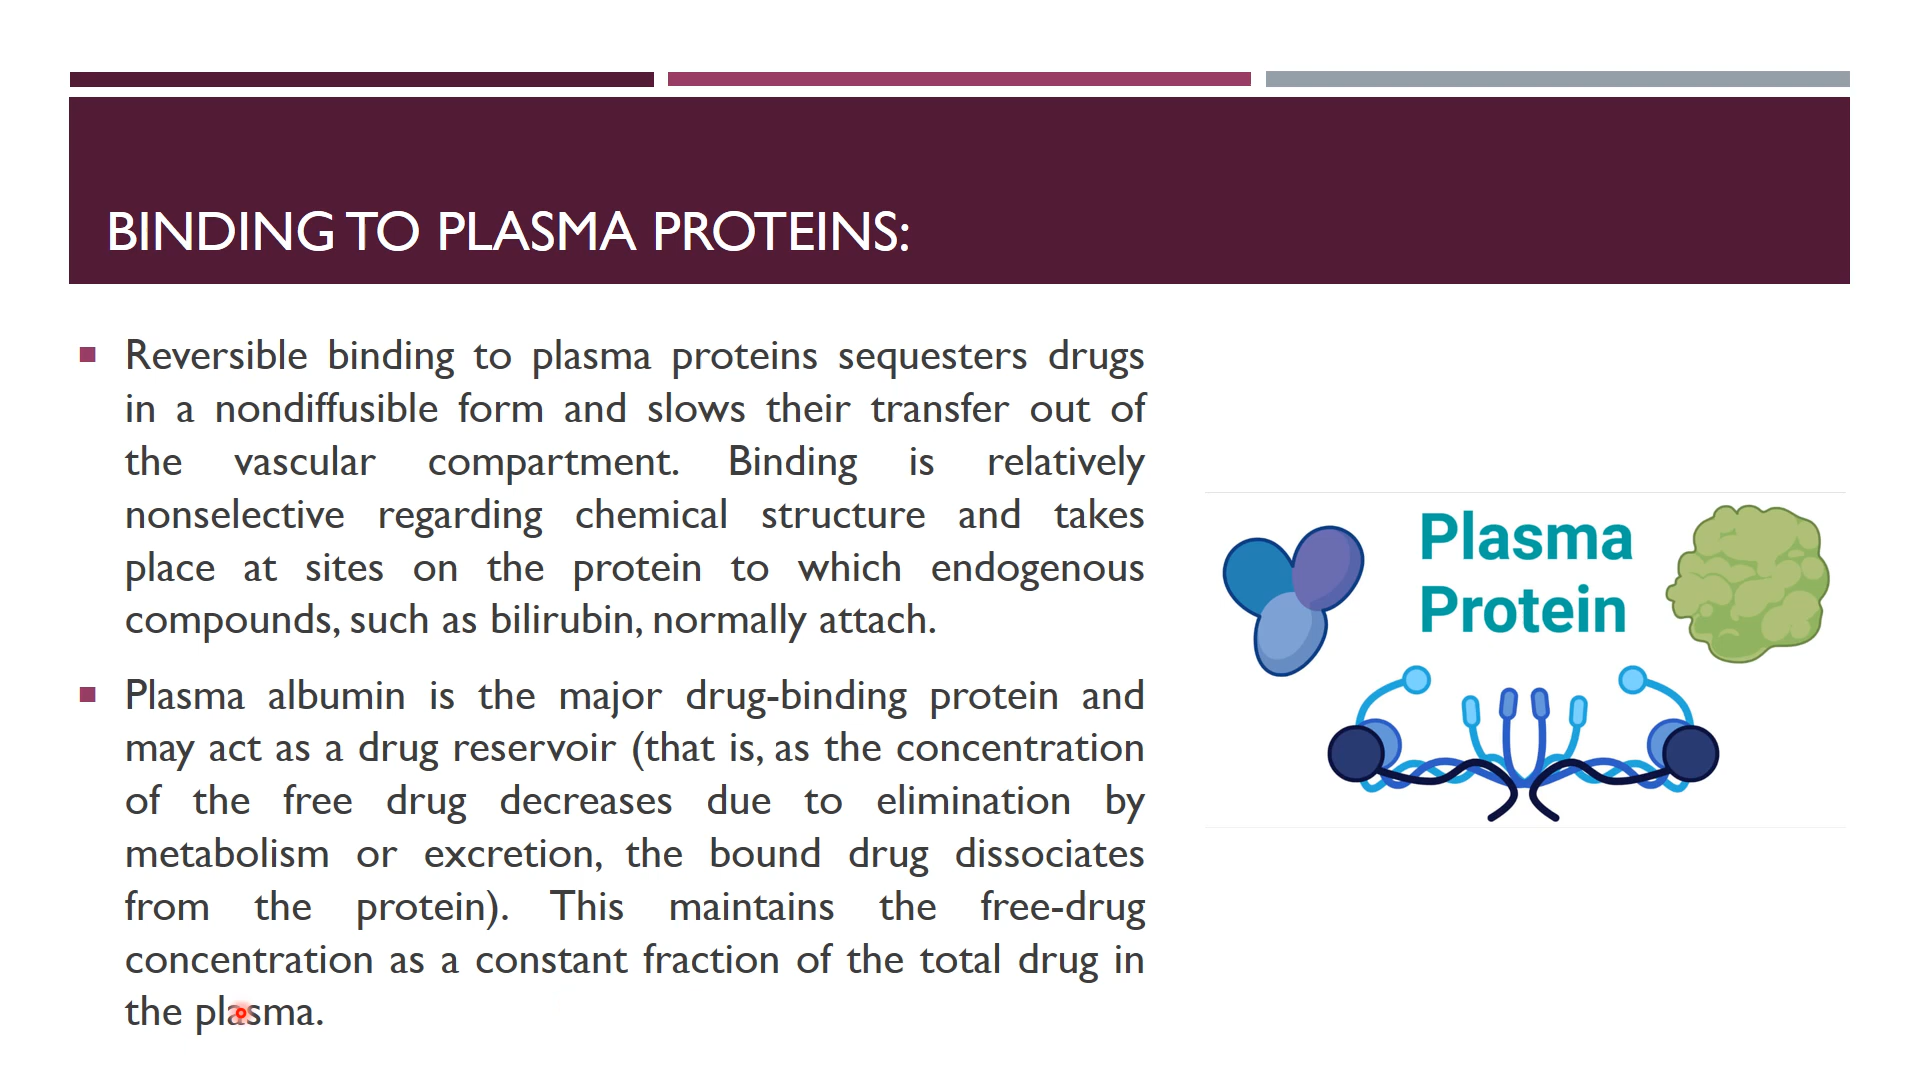 BINDING TO PLASMA PROTEINS:
Reversible binding to plasma proteins sequesters drugs
in a nondiffusible form and slows their transfer out of
the vascular compartment. Binding is relatively
nonselective regarding chemical structure and takes
place at sites on the protein to which endogenous
compounds, such as bilirubin, normally attach.
Plasma albumin is the major drug-binding protein and
may act as a drug reservoir (that is, as the concentration
of the free drug decreases due to elimination by
metabolism or excretion, the bound drug dissociates
from the protein). This maintains the free-drug
concentration as a constant fraction of the total drug in
the plasma.
Plasma
Protein